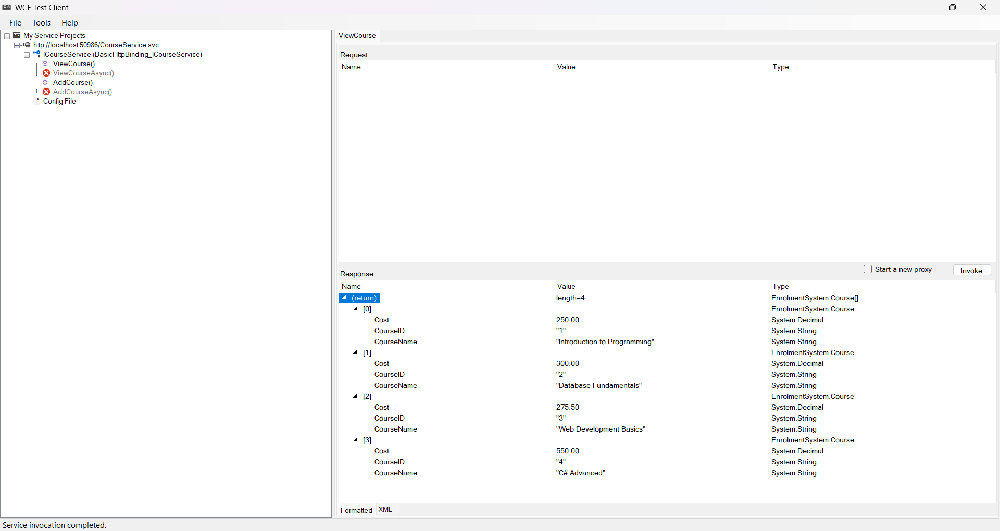 WCF Test Client
File Tools Help
My Service Projects
http://localhost:50986/CourseService.svc
ICourseService (BasicHttpBinding_ICourseService)
ViewCourse()
ViewCourseAsync()
AddCourse()
AddCourseAsync()
Config File
ViewCourse
Request
Name Value Type
Response
Start a new proxy Invoke
Name Value Type
(return) length=4 EnrolmentSystem.Course[]
[0] EnrolmentSystem.Course
Cost 250.00 System.Decimal
CourseID "1" System.String
CourseName "Introduction to Programming" System.String
[1] EnrolmentSystem.Course
Cost 300.00 System.Decimal
CourseID "2" System.String
CourseName "Database Fundamentals" System.String
[2] EnrolmentSystem.Course
Cost 275.50 System.Decimal
CourseID "3" System.String
CourseName "Web Development Basics" System.String
[3] EnrolmentSystem.Course
Cost 550.00 System.Decimal
CourseID "4" System.String
CourseName "C# Advanced" System.String
Formatted XML
Service invocation completed.